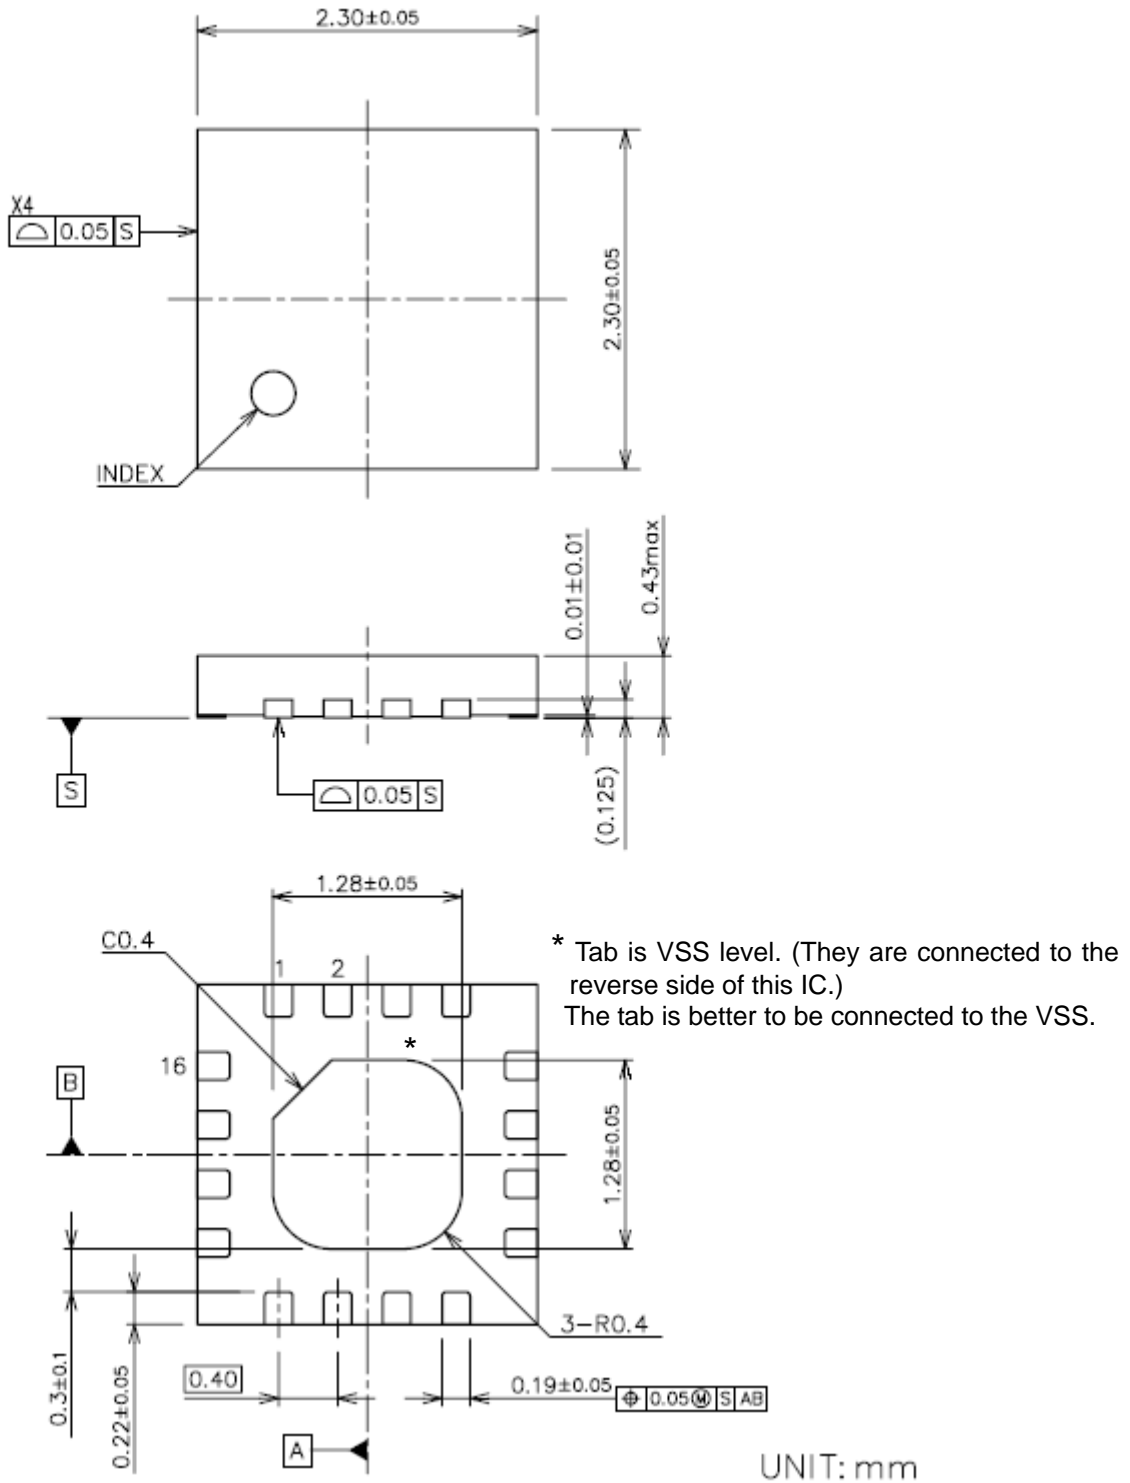 2.30±0.05
X4
⌓ 0.05 S
2.30±0.05
INDEX
0.01±0.01
0.43max
S
⌓ 0.05 S
(0.125)
1.28±0.05
C0.4
* Tab is VSS level. (They are connected to the
reverse side of this IC.)
The tab is better to be connected to the VSS.
1 2
*
16
B
1.28±0.05
3-R0.4
0.3±0.1
0.22±0.05
0.40
0.19±0.05
⌖ 0.05Ⓜ S AB
A
UNIT: mm